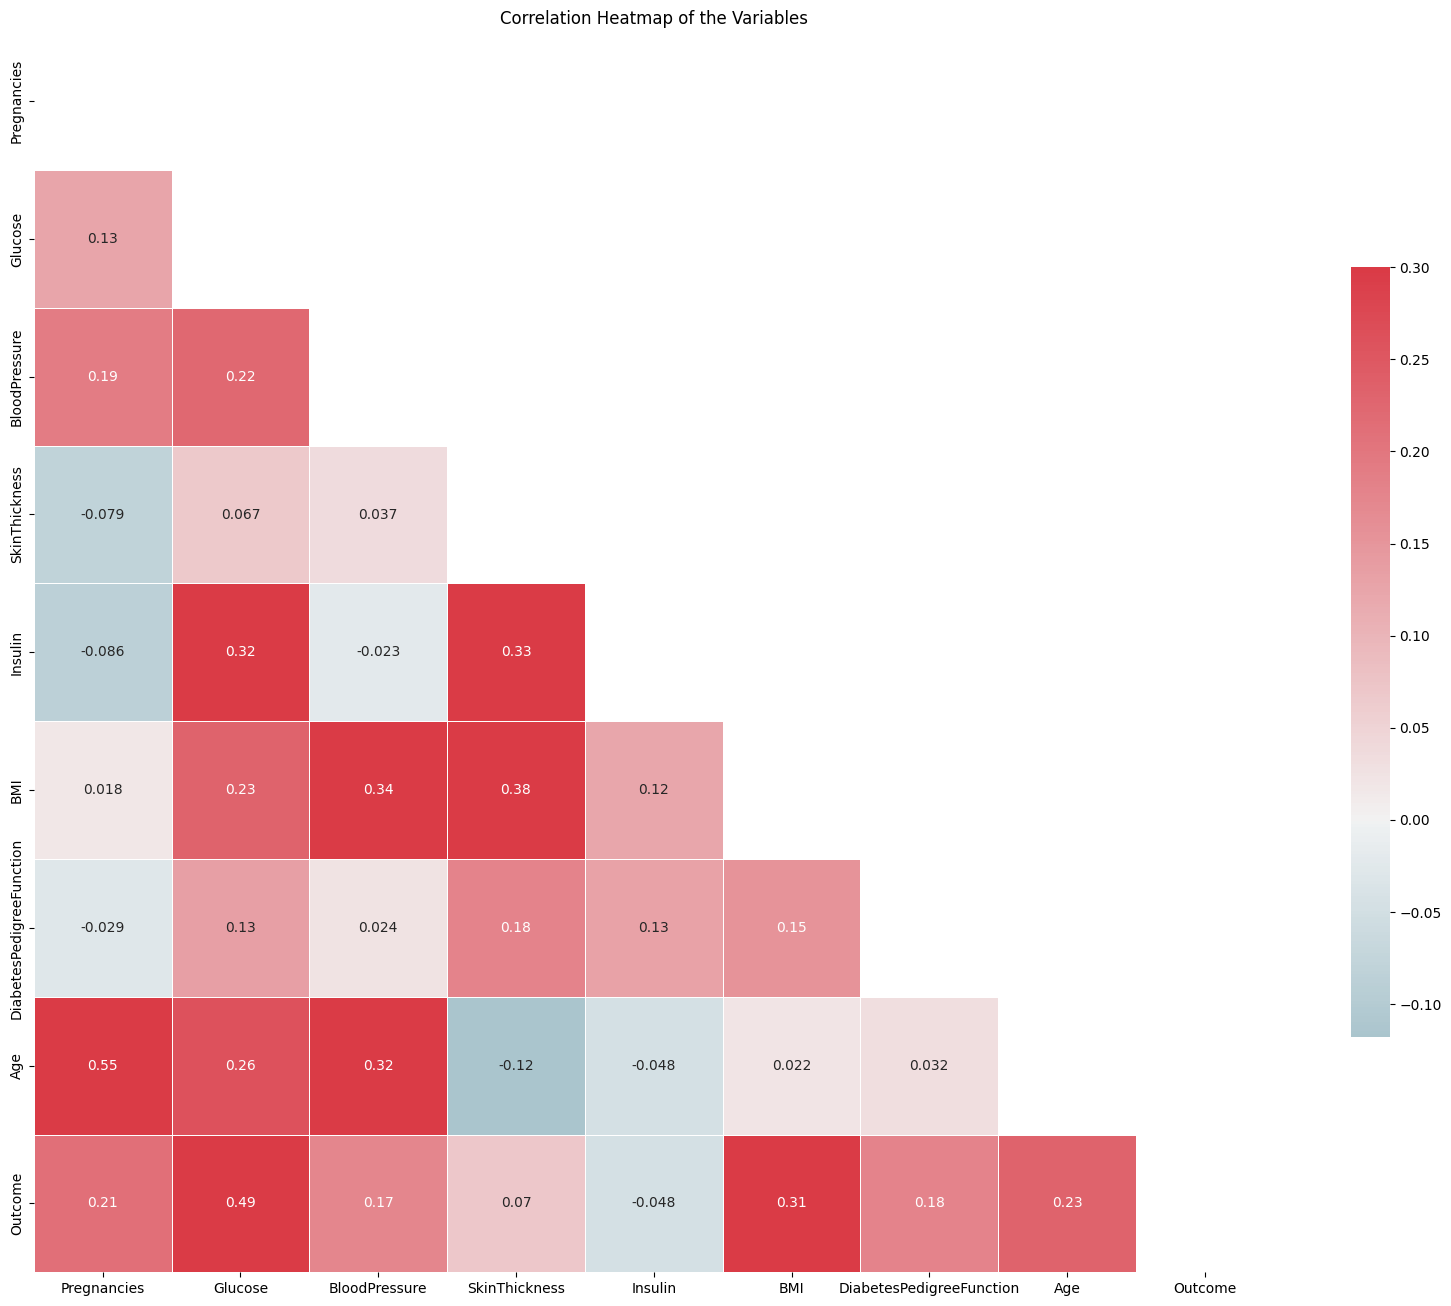 Correlation Heatmap of the Variables
Pregnancies
Glucose 0.13
BloodPressure 0.19 0.22
SkinThickness -0.079 0.067 0.037
Insulin -0.086 0.32 -0.023 0.33
BMI 0.018 0.23 0.34 0.38 0.12
DiabetesPedigreeFunction -0.029 0.13 0.024 0.18 0.13 0.15
Age 0.55 0.26 0.32 -0.12 -0.048 0.022 0.032
Outcome 0.21 0.49 0.17 0.07 -0.048 0.31 0.18 0.23
Pregnancies Glucose BloodPressure SkinThickness Insulin BMI DiabetesPedigreeFunction Age Outcome
0.30
0.25
0.20
0.15
0.10
0.05
0.00
−0.05
−0.10